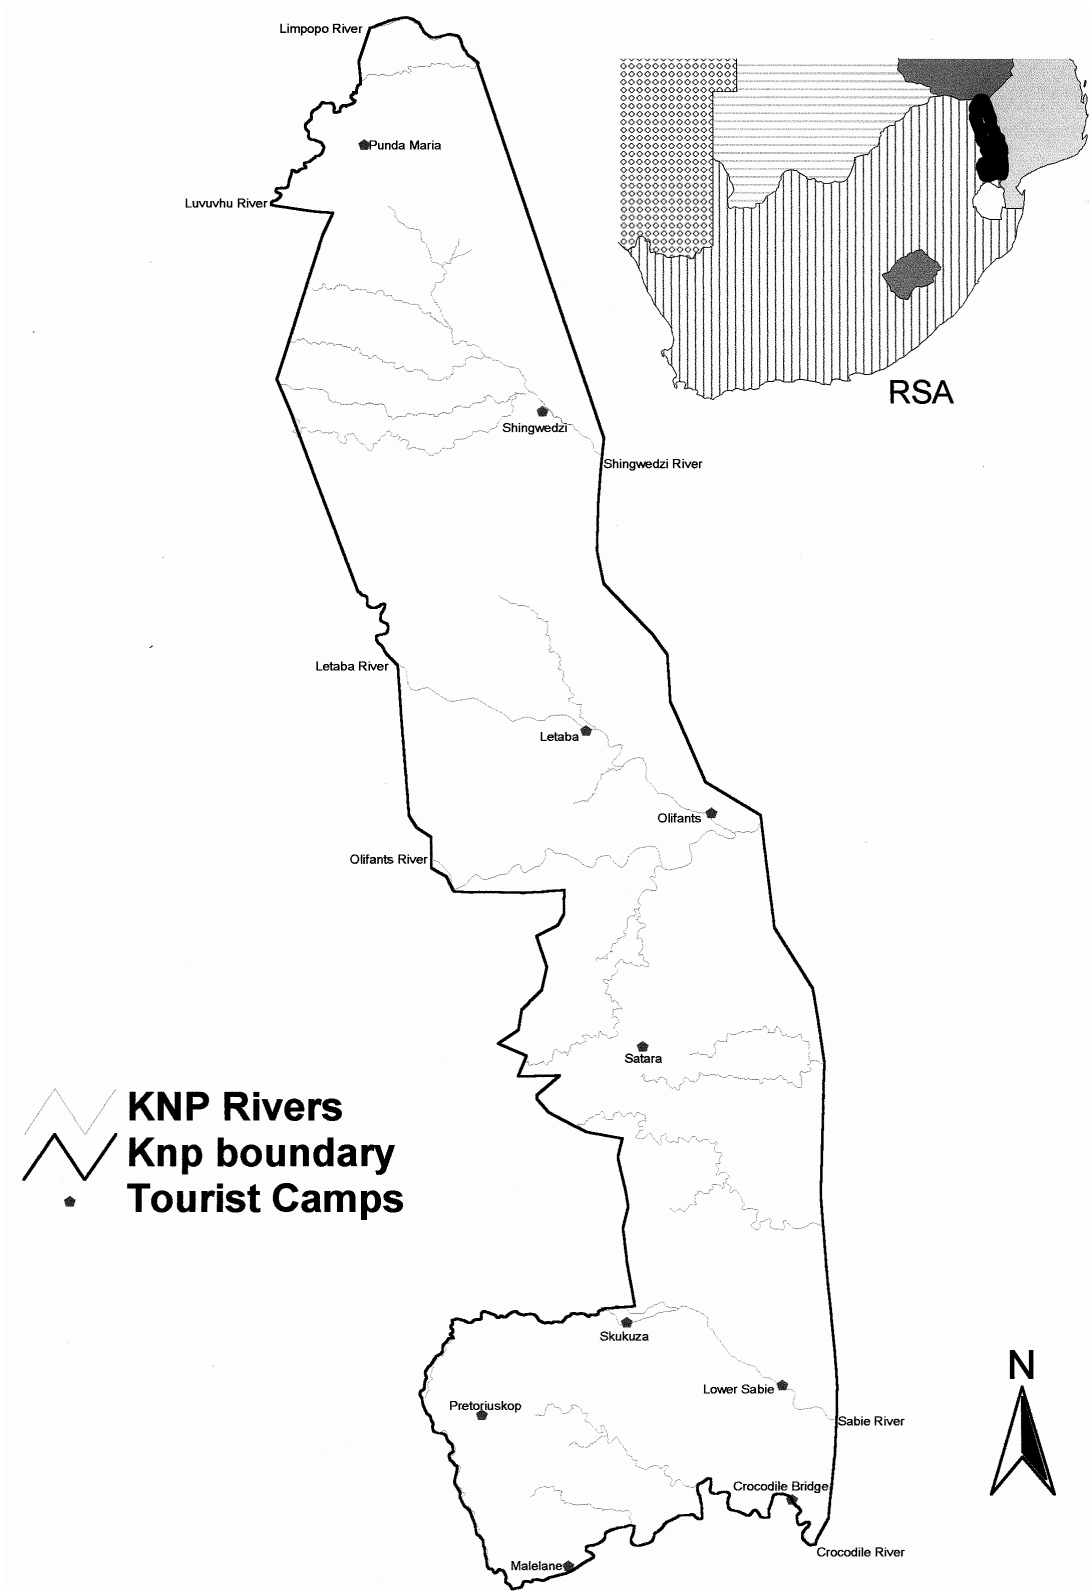 Limpopo River
Punda Maria
Luvuvhu River
RSA
Shingwedzi
Shingwedzi River
Letaba River
Letaba
Olifants
Olifants River
Satara
KNP Rivers
Knp boundary
Tourist Camps
Skukuza
N
Lower Sabie
Pretoriuskop
Sabie River
Crocodile Bridge
Crocodile River
Malelane